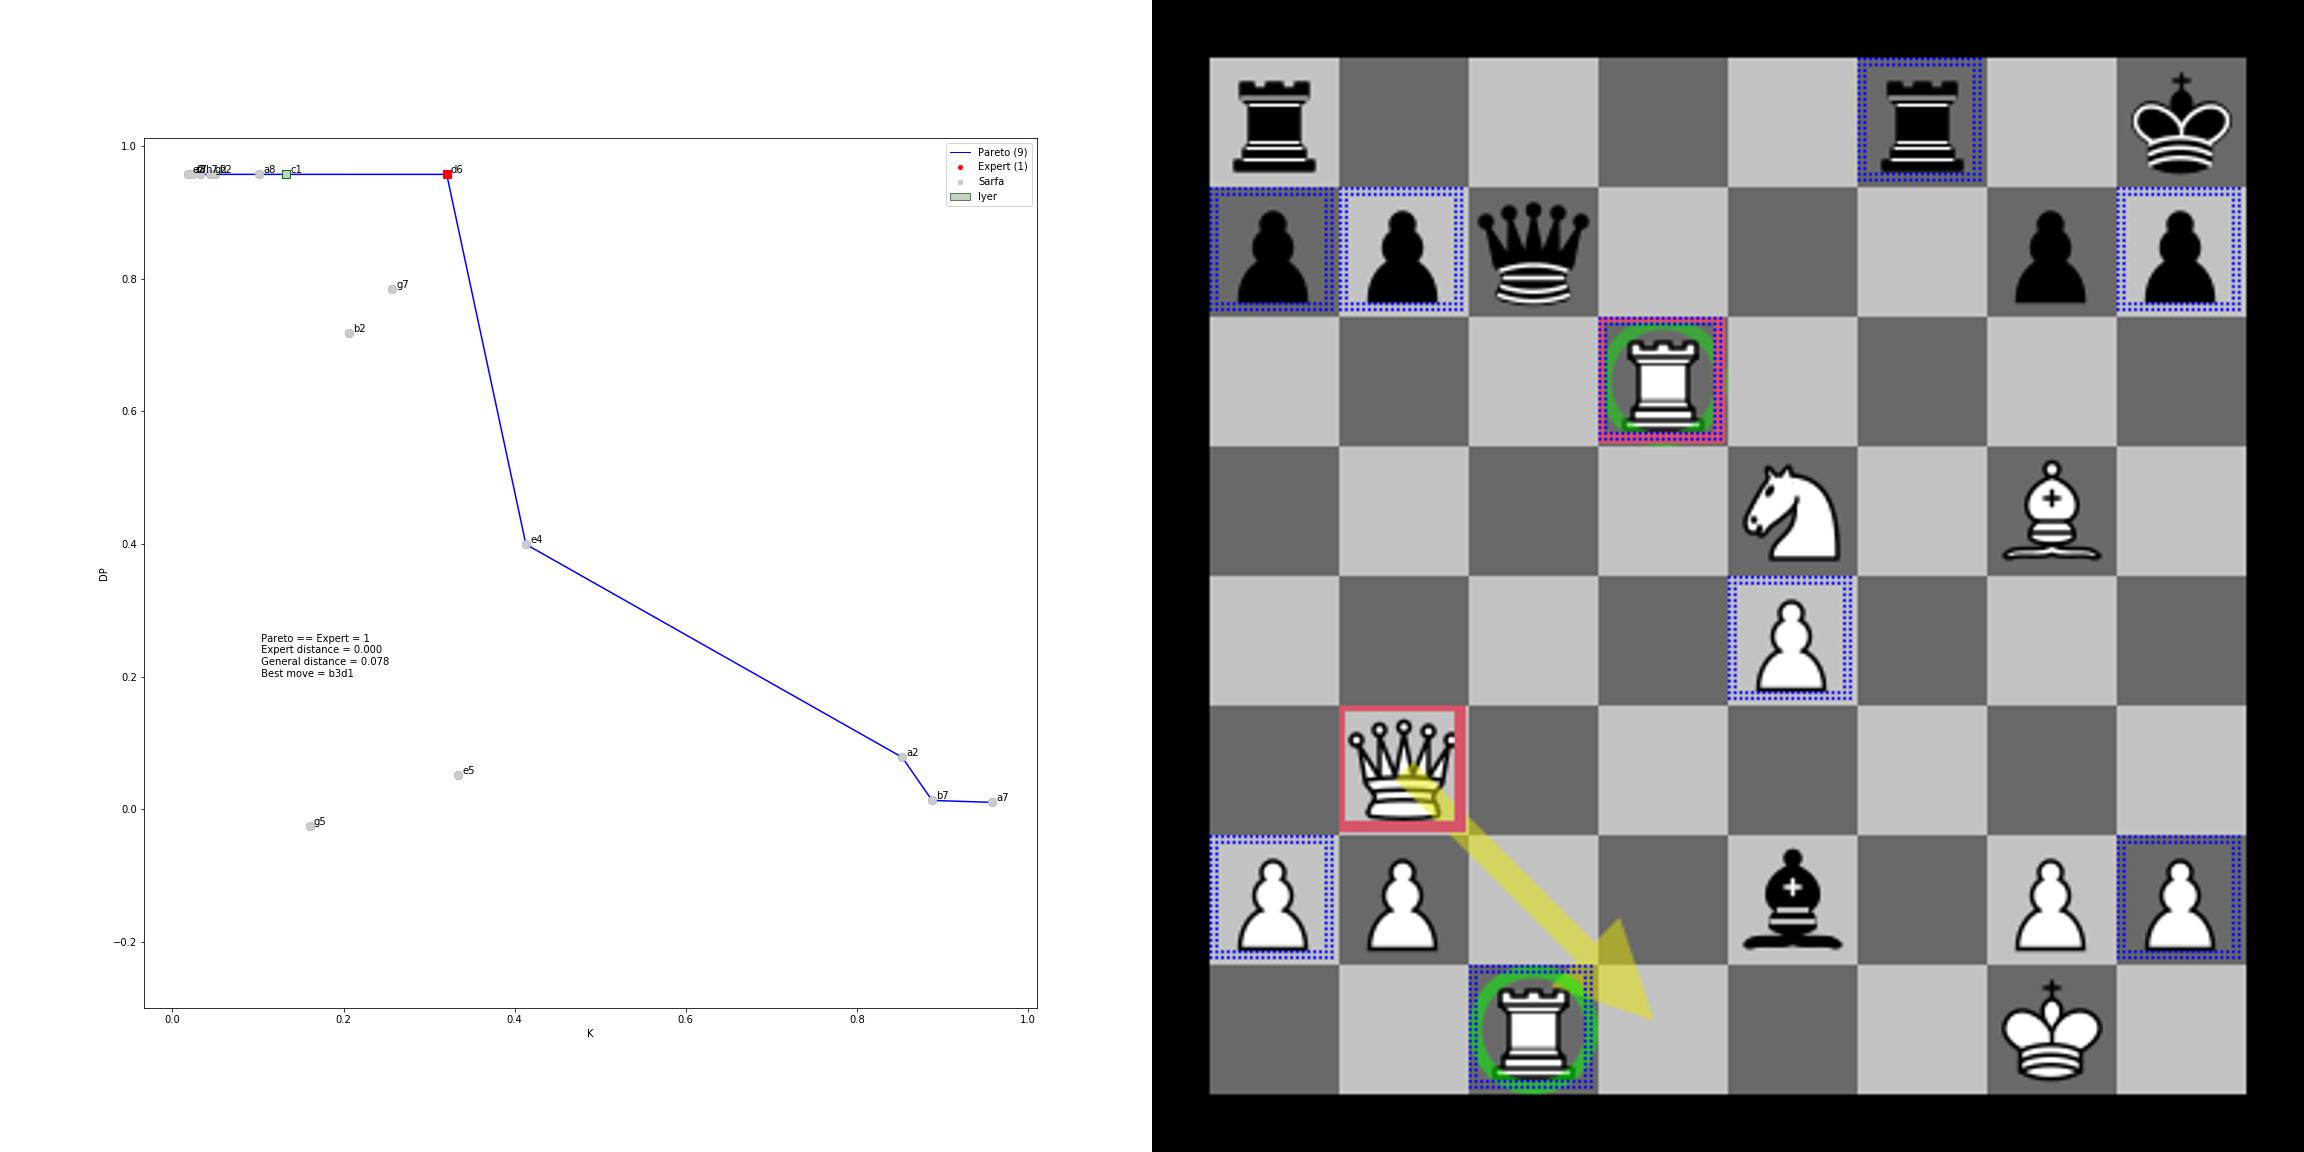 1.0
0.8
0.6
0.4
0.2
0.0
−0.2
DP
0.0
0.2
0.4
0.6
0.8
1.0
K
a8
c1
d6
g7
b2
e4
a2
e5
b7
a7
g5
Pareto (9)
Expert (1)
Sarfa
Iyer
Pareto == Expert = 1
Expert distance = 0.000
General distance = 0.078
Best move = b3d1